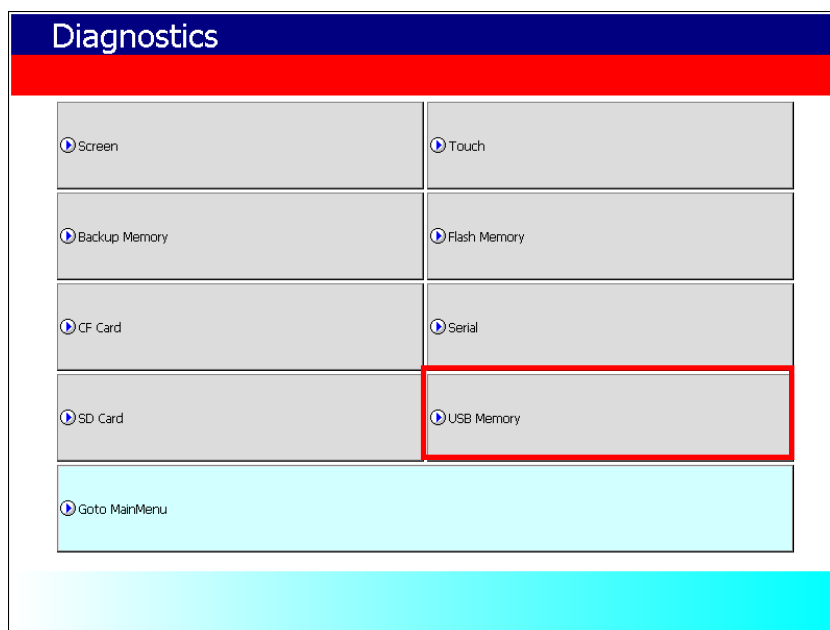 Diagnostics
Screen
Touch
Backup Memory
Flash Memory
CF Card
Serial
SD Card
USB Memory
Goto MainMenu